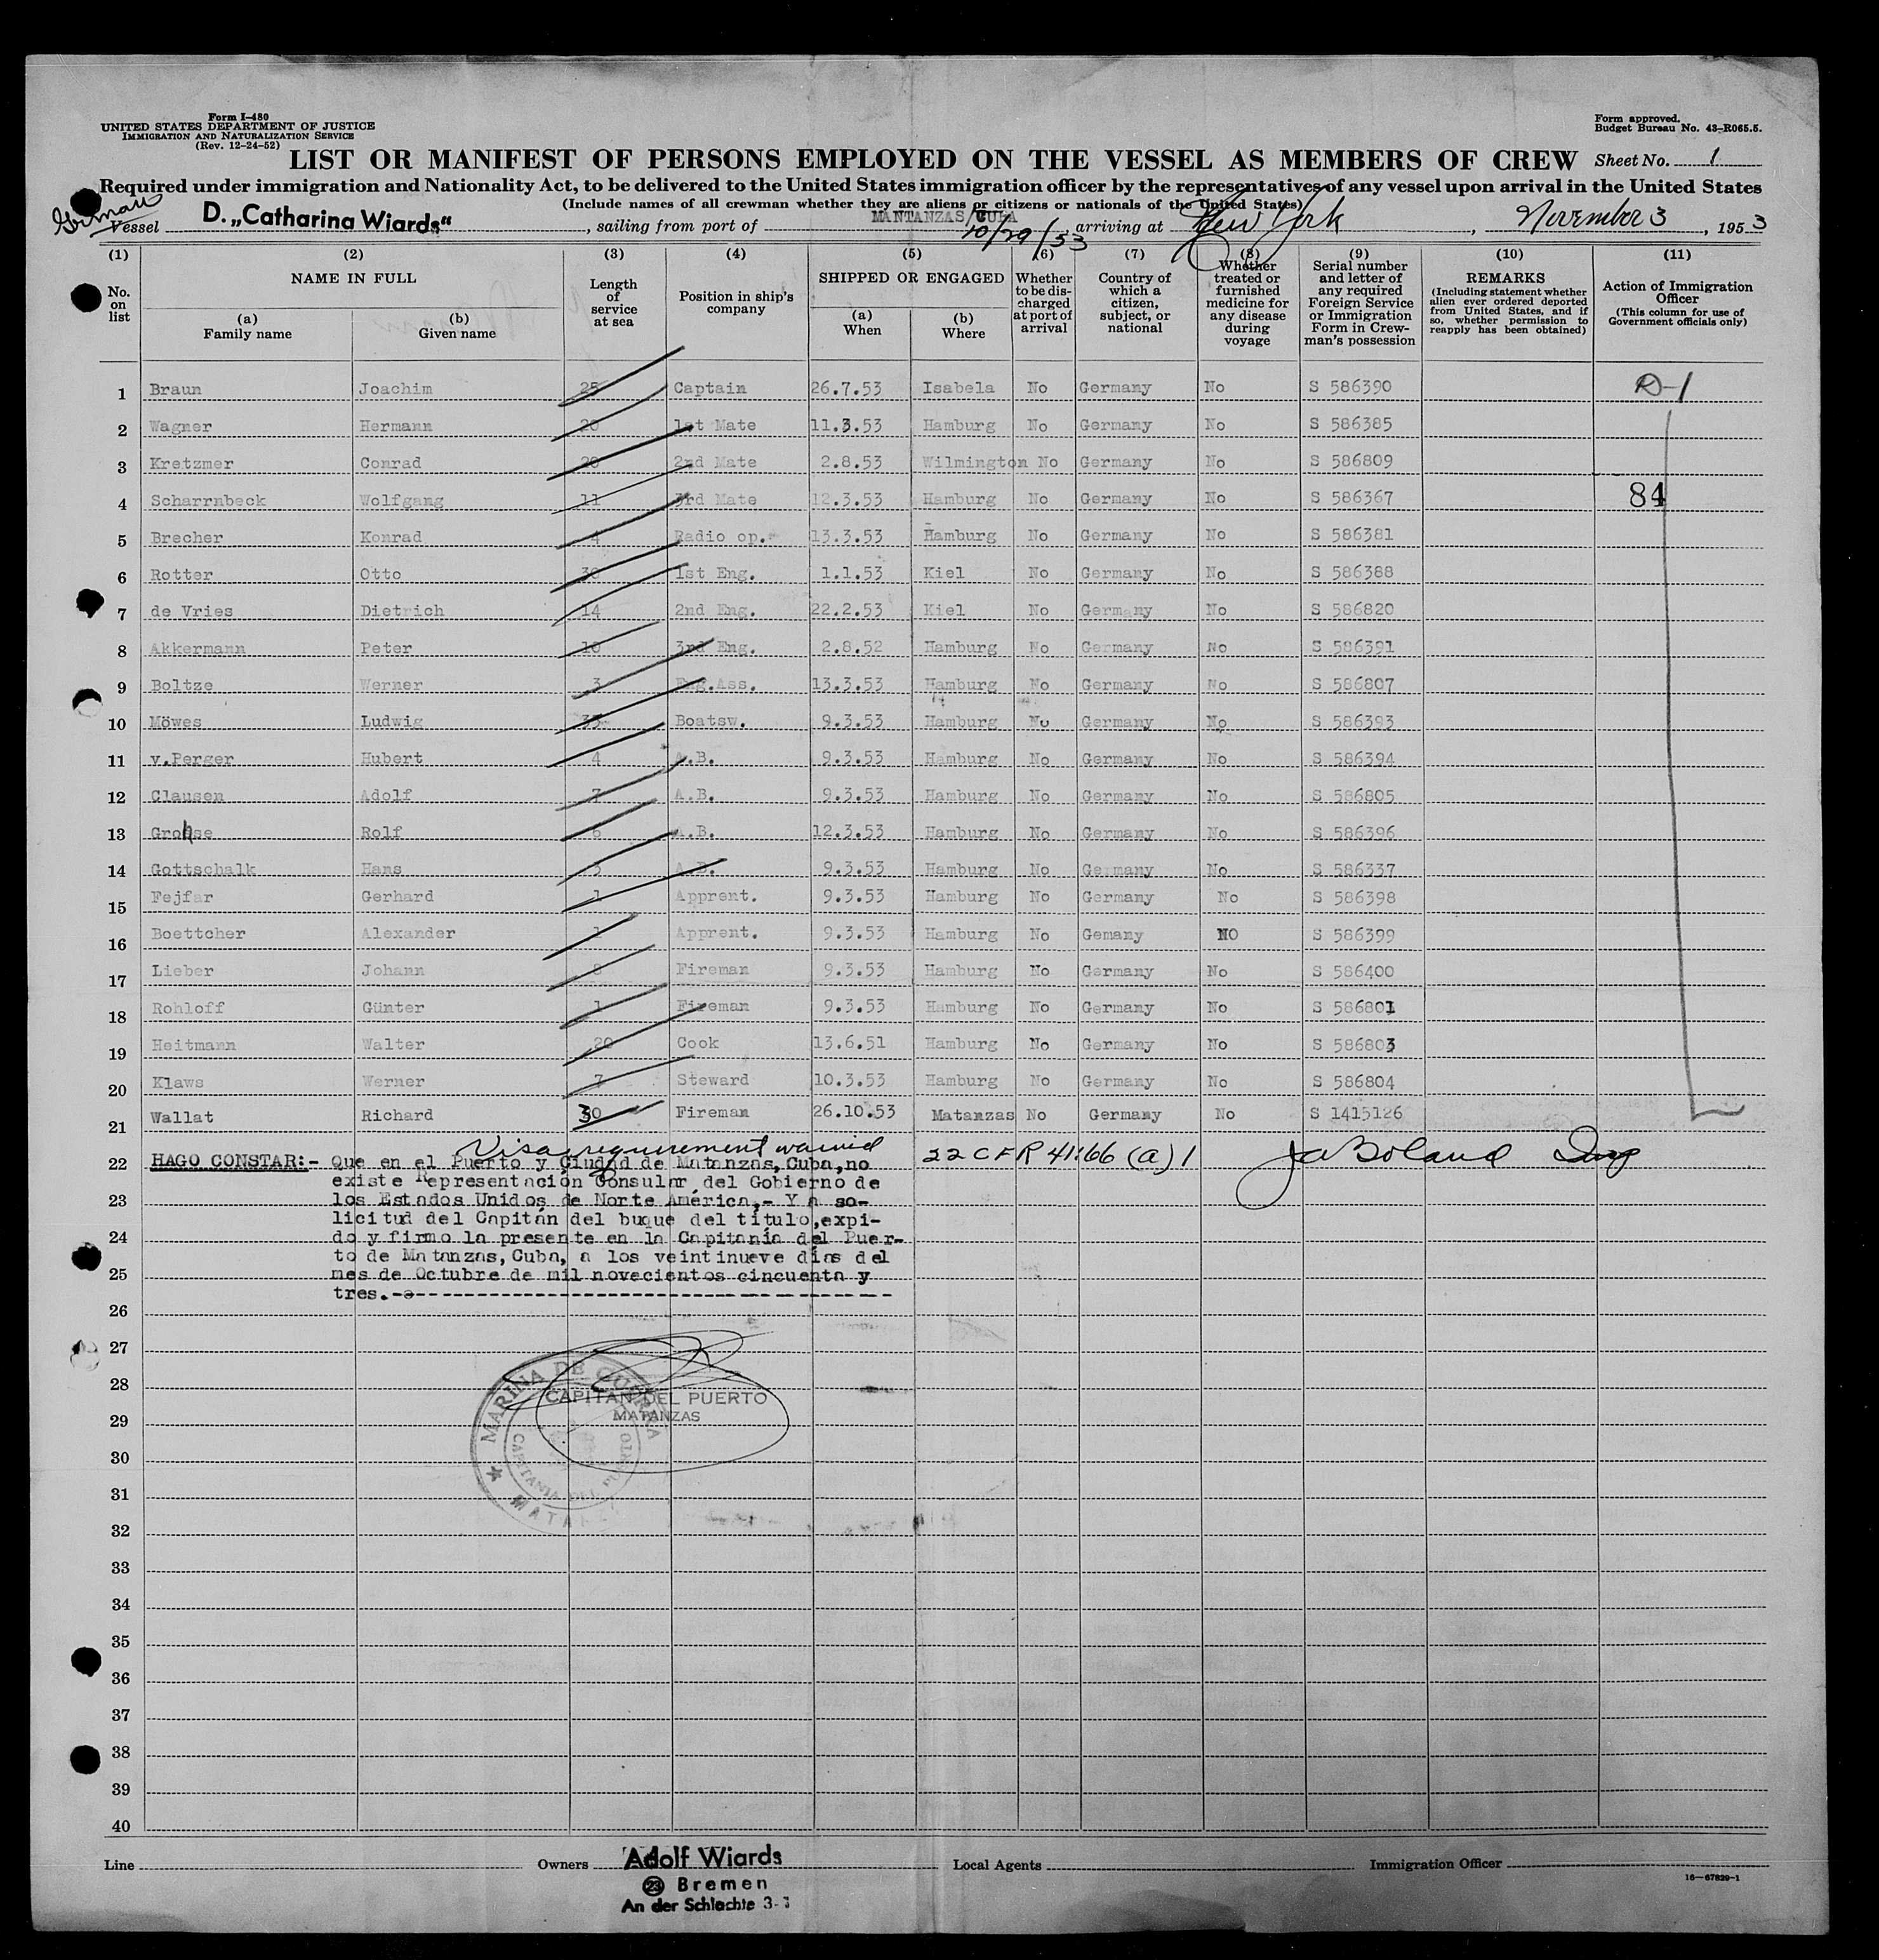 Form I-480
UNITED STATES DEPARTMENT OF JUSTICE
IMMIGRATION AND NATURALIZATION SERVICE
(Rev. 12-24-52)
Form approved.
Budget Bureau No. 43-R065.5.
LIST OR MANIFEST OF PERSONS EMPLOYED ON THE VESSEL AS MEMBERS OF CREW Sheet No. 1
Required under immigration and Nationality Act, to be delivered to the United States immigration officer by the representatives of any vessel upon arrival in the United States
(Include names of all crewman whether they are aliens or citizens or nationals of the United States)
German
Vessel D. „Catharina Wiards“, sailing from port of MANTANZAS/CUBA 10/29/53, arriving at New York, November 3, 1953
(1) (2) (3) (4) (5) (6) (7) (8) (9) (10) (11)
No. on list
NAME IN FULL
(a) Family name
(b) Given name
Length of service at sea
Position in ship's company
SHIPPED OR ENGAGED
(a) When
(b) Where
Whether to be discharged at port of arrival
Country of which a citizen, subject, or national
Whether treated or furnished medicine for any disease during voyage
Serial number and letter of any required Foreign Service or Immigration Form in Crewman's possession
REMARKS
(Including statement whether alien ever ordered deported from United States, and if so, whether permission to reapply has been obtained)
Action of Immigration Officer
(This column for use of Government officials only)
1 Braun Joachim 25 Captain 26.7.53 Isabela No Germany No S 586390 D-1
2 Wagner Hermann 20 1st Mate 11.3.53 Hamburg No Germany No S 586385
3 Kretzmer Conrad 20 2nd Mate 2.8.53 Wilmington No Germany No S 586809
4 Scharrnbeck Wolfgang 11 3rd Mate 12.3.53 Hamburg No Germany No S 586367 84
5 Brecher Konrad 4 Radio op. 13.3.53 Hamburg No Germany No S 586381
6 Rotter Otto 30 1st Eng. 1.1.53 Kiel No Germany No S 586388
7 de Vries Dietrich 14 2nd Eng. 22.2.53 Kiel No Germany No S 586820
8 Akkermann Peter 10 3rd Eng. 2.8.52 Hamburg No Germany No S 586391
9 Boltze Werner 3 Eng.Ass. 13.3.53 Hamburg No Germany No S 586807
10 Möwes Ludwig 35 Boatsw. 9.3.53 Hamburg No Germany No S 586393
11 v.Perger Hubert 4 A.B. 9.3.53 Hamburg No Germany No S 586394
12 Clausen Adolf 7 A.B. 9.3.53 Hamburg No Germany No S 586805
13 Grohse Rolf 6 A.B. 12.3.53 Hamburg No Germany No S 586396
14 Gottschalk Hans 3 A.B. 9.3.53 Hamburg No Germany No S 586337
15 Fejfar Gerhard 1 Apprent. 9.3.53 Hamburg No Germany No S 586398
16 Boettcher Alexander 1 Apprent. 9.3.53 Hamburg No Gemany NO S 586399
17 Lieber Johann 8 Fireman 9.3.53 Hamburg No Germany No S 586400
18 Rohloff Günter 1 Fireman 9.3.53 Hamburg No Germany No S 586801
19 Heitmann Walter 20 Cook 13.6.51 Hamburg No Germany No S 586803
20 Klaws Werner 7 Steward 10.3.53 Hamburg No Germany No S 586804
21 Wallat Richard 30 Fireman 26.10.53 Matanzas No Germany No S 1415126
Visa requirement waived 22 CFR 41.66 (a) 1 Ja Boland Insp
22 HAGO CONSTAR:- Que en el Puerto y Ciudad de Matanzas, Cuba, no
existe Representación Consular del Gobierno de
23 los Estados Unidos de Norte América,- Y a so-
licitud del Capitán del buque del título, expi-
24 do y firmo la presente en la Capitanía del Puer-
to de Matanzas, Cuba, a los veintinueve días del
25 mes de Octubre de mil novecientos cincuenta y
tres.-o-
26
27
28
29
30
31
32
33
34
35
36
37
38
39
40
MARINA DE GUERRA
CAPITANIA DEL PUERTO
MATANZAS
CAPITAN DEL PUERTO
MATANZAS
Line Owners Adolf Wiards Local Agents Immigration Officer
23 Bremen
An der Schlachte 3-
16—67829-1